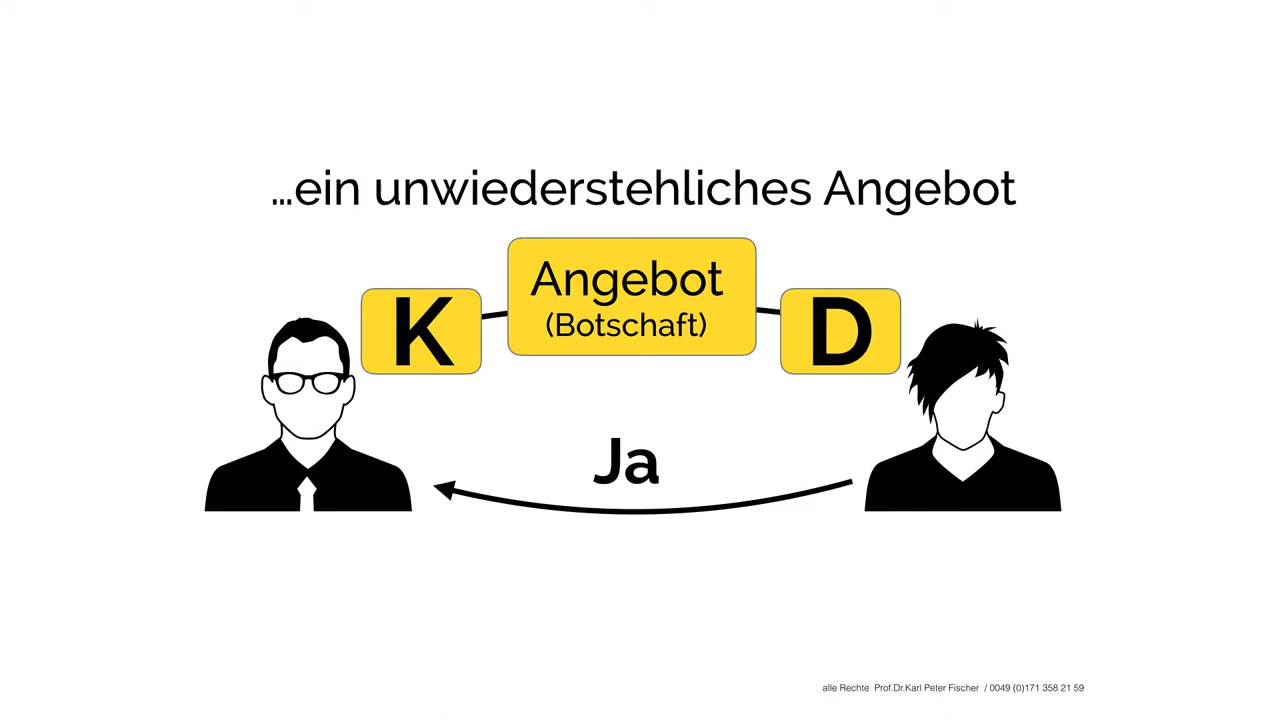 ...ein unwiederstehliches Angebot
Angebot
(Botschaft)
K
D
Ja
alle Rechte Prof.Dr.Karl Peter Fischer / 0049 (0)171 358 21 59